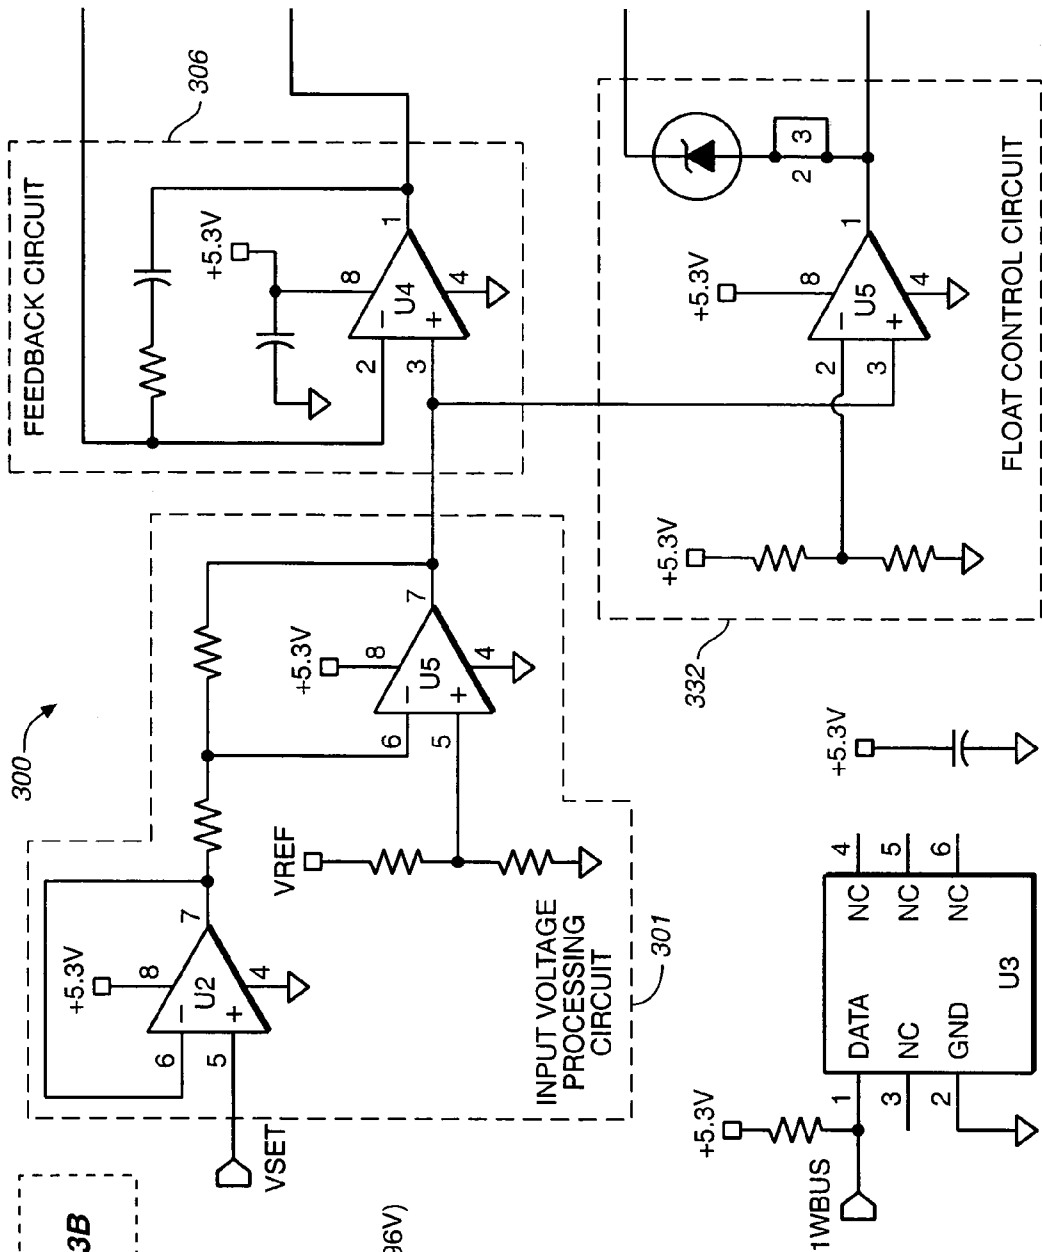 300
306
FEEDBACK CIRCUIT
+5.3V
8
1
U4
4
2
3
−
+
INPUT VOLTAGE
PROCESSING
CIRCUIT
301
VSET
+5.3V
8
7
U2
4
6
5
−
+
VREF
+5.3V
8
7
U5
4
6
5
−
+
332
FLOAT CONTROL CIRCUIT
+5.3V
+5.3V
8
1
U5
4
2
3
−
+
3
2
+5.3V
1WBUS
+5.3V
1
3
2
DATA
NC
GND
NC
NC
NC
4
5
6
U3
3B
96V)